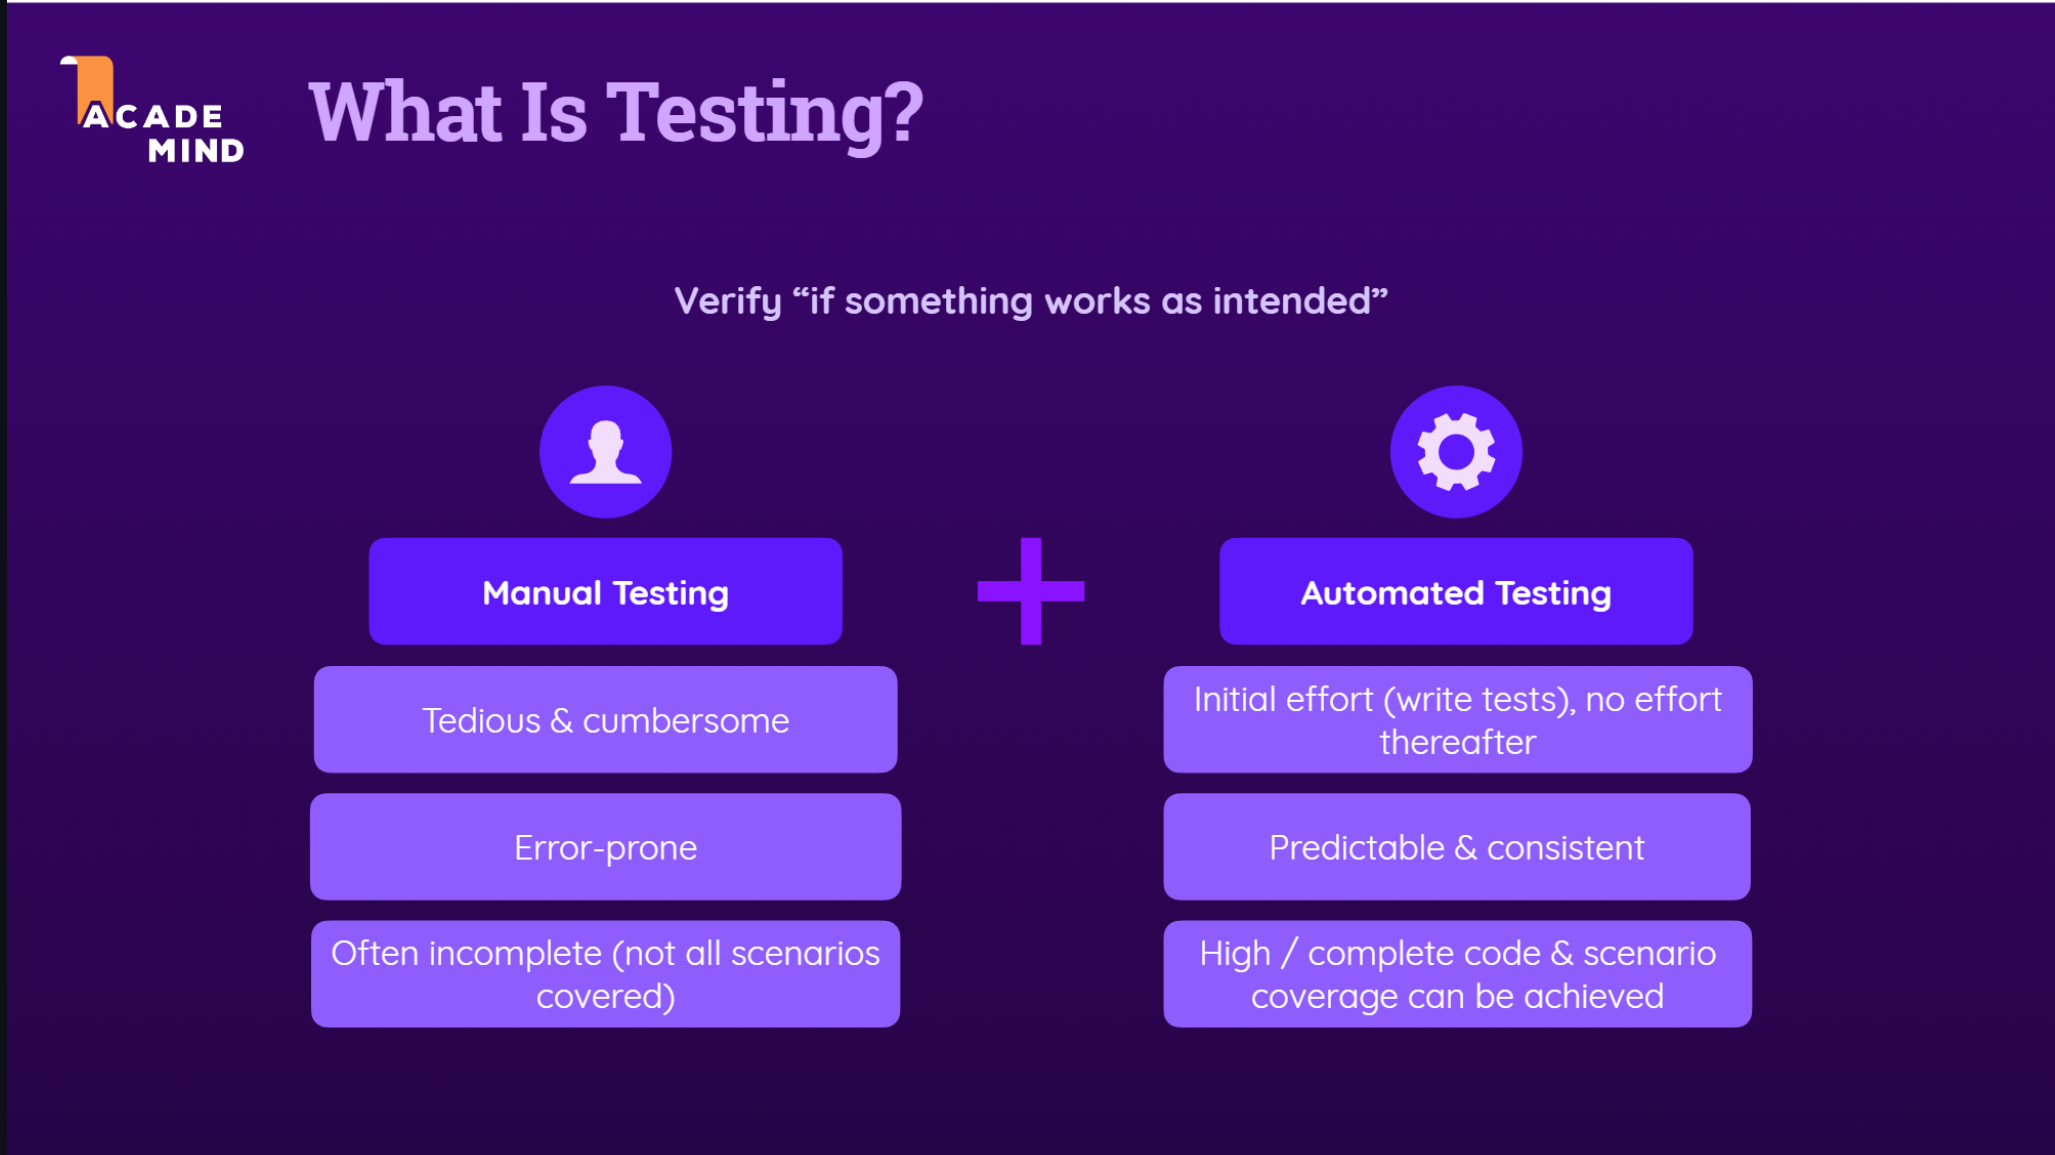 ACADE
MIND
What Is Testing?
Verify “if something works as intended”
Manual Testing
Automated Testing
Tedious & cumbersome
Initial effort (write tests), no effort
thereafter
Error-prone
Predictable & consistent
Often incomplete (not all scenarios
covered)
High / complete code & scenario
coverage can be achieved